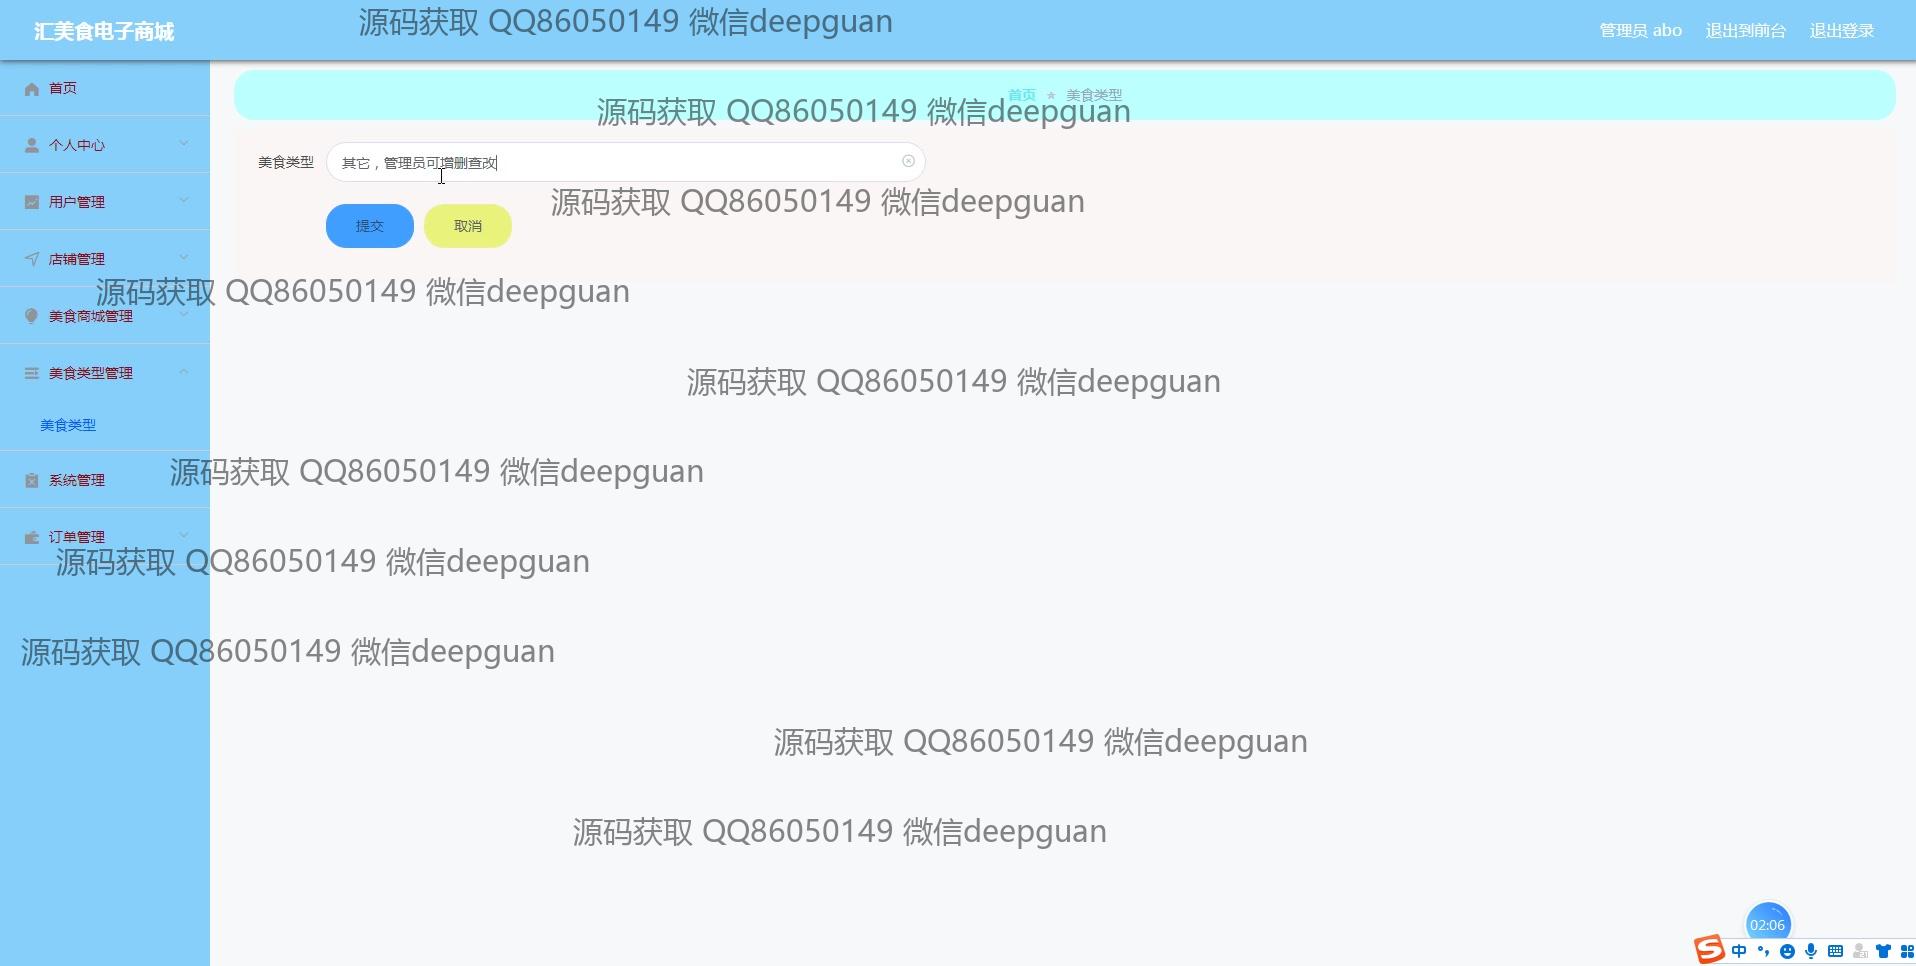 汇美食电子商城
源码获取 QQ86050149 微信deepguan
管理员 abo 退出到前台 退出登录
首页
首页 ★ 美食类型
源码获取 QQ86050149 微信deepguan
个人中心
美食类型 其它，管理员可增删查改
用户管理
源码获取 QQ86050149 微信deepguan
提交 取消
店铺管理
源码获取 QQ86050149 微信deepguan
美食商城管理
美食类型管理
源码获取 QQ86050149 微信deepguan
美食类型
系统管理
源码获取 QQ86050149 微信deepguan
订单管理
源码获取 QQ86050149 微信deepguan
源码获取 QQ86050149 微信deepguan
源码获取 QQ86050149 微信deepguan
源码获取 QQ86050149 微信deepguan
02:06
中